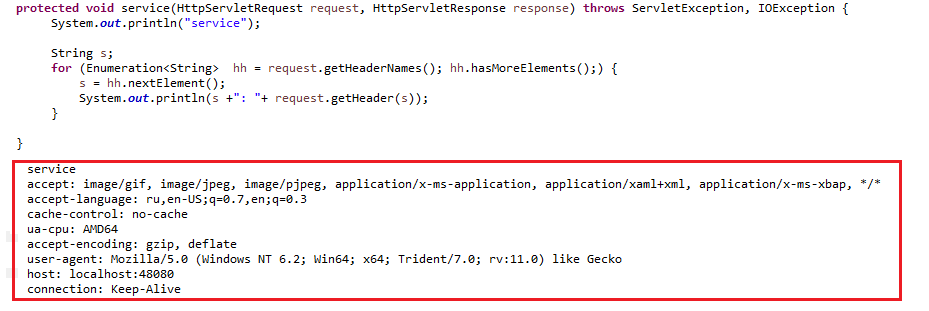 protected void service(HttpServletRequest request, HttpServletResponse response) throws ServletException, IOException {
System.out.println("service");
String s;
for (Enumeration<String>  hh = request.getHeaderNames(); hh.hasMoreElements();) {
s = hh.nextElement();
System.out.println(s +": "+ request.getHeader(s));
}
}
service
accept: image/gif, image/jpeg, image/pjpeg, application/x-ms-application, application/xaml+xml, application/x-ms-xbap, */*
accept-language: ru,en-US;q=0.7,en;q=0.3
cache-control: no-cache
ua-cpu: AMD64
accept-encoding: gzip, deflate
user-agent: Mozilla/5.0 (Windows NT 6.2; Win64; x64; Trident/7.0; rv:11.0) like Gecko
host: localhost:48080
connection: Keep-Alive